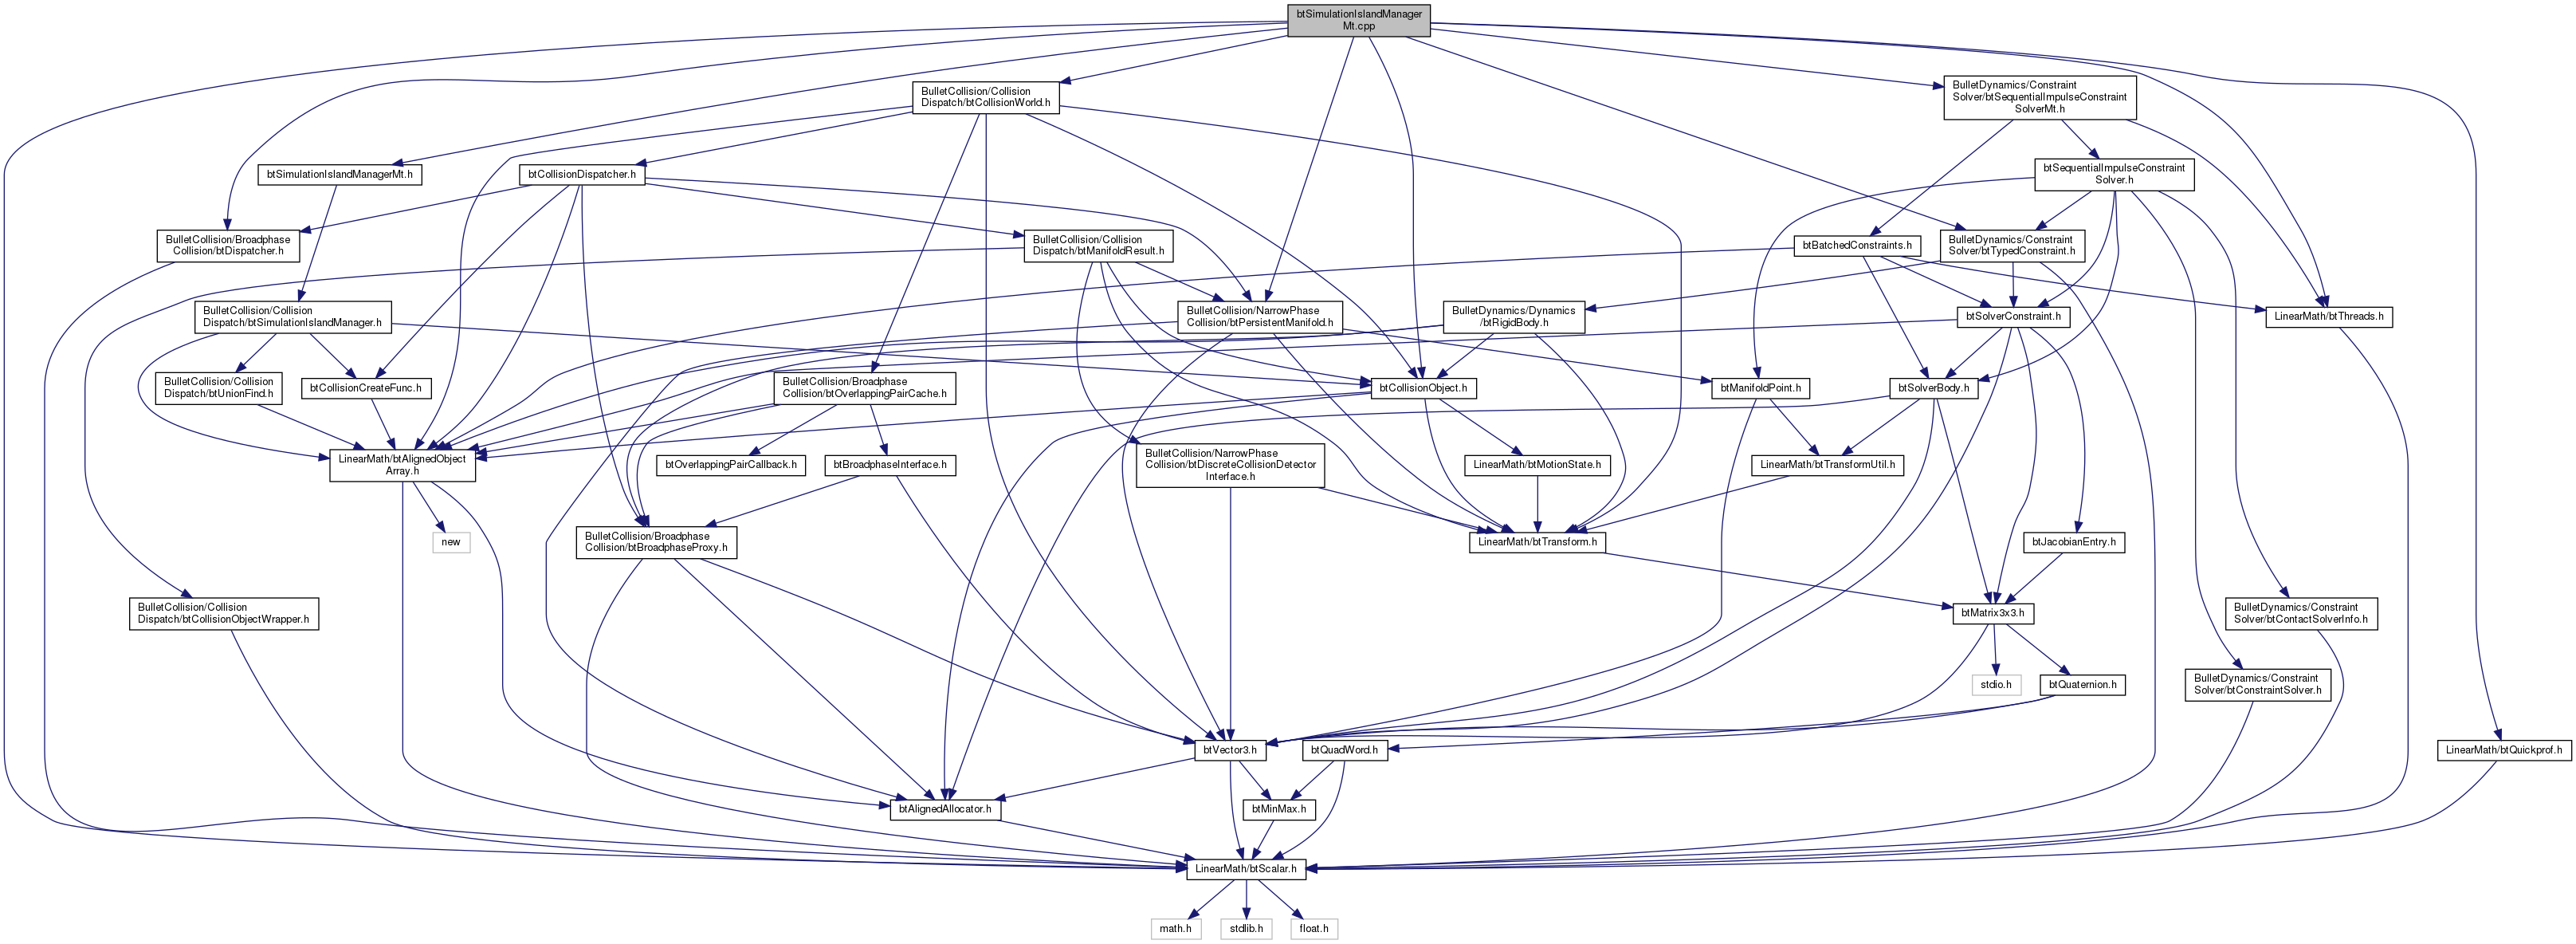 btSimulationIslandManager
Mt.cpp
BulletCollision/Collision
Dispatch/btCollisionWorld.h
BulletDynamics/Constraint
Solver/btSequentialImpulseConstraint
SolverMt.h
btSimulationIslandManagerMt.h
btCollisionDispatcher.h
btSequentialImpulseConstraint
Solver.h
BulletCollision/Broadphase
Collision/btDispatcher.h
BulletCollision/Collision
Dispatch/btManifoldResult.h
btBatchedConstraints.h
BulletDynamics/Constraint
Solver/btTypedConstraint.h
BulletCollision/Collision
Dispatch/btSimulationIslandManager.h
BulletCollision/NarrowPhase
Collision/btPersistentManifold.h
BulletDynamics/Dynamics
/btRigidBody.h
btSolverConstraint.h
LinearMath/btThreads.h
BulletCollision/Collision
Dispatch/btUnionFind.h
btCollisionCreateFunc.h
BulletCollision/Broadphase
Collision/btOverlappingPairCache.h
btCollisionObject.h
btManifoldPoint.h
btSolverBody.h
LinearMath/btAlignedObject
Array.h
btOverlappingPairCallback.h
btBroadphaseInterface.h
BulletCollision/NarrowPhase
Collision/btDiscreteCollisionDetector
Interface.h
LinearMath/btMotionState.h
LinearMath/btTransformUtil.h
new
BulletCollision/Broadphase
Collision/btBroadphaseProxy.h
LinearMath/btTransform.h
btJacobianEntry.h
BulletCollision/Collision
Dispatch/btCollisionObjectWrapper.h
btMatrix3x3.h
BulletDynamics/Constraint
Solver/btContactSolverInfo.h
stdio.h
btQuaternion.h
BulletDynamics/Constraint
Solver/btConstraintSolver.h
btVector3.h
btQuadWord.h
LinearMath/btQuickprof.h
btAlignedAllocator.h
btMinMax.h
LinearMath/btScalar.h
math.h
stdlib.h
float.h